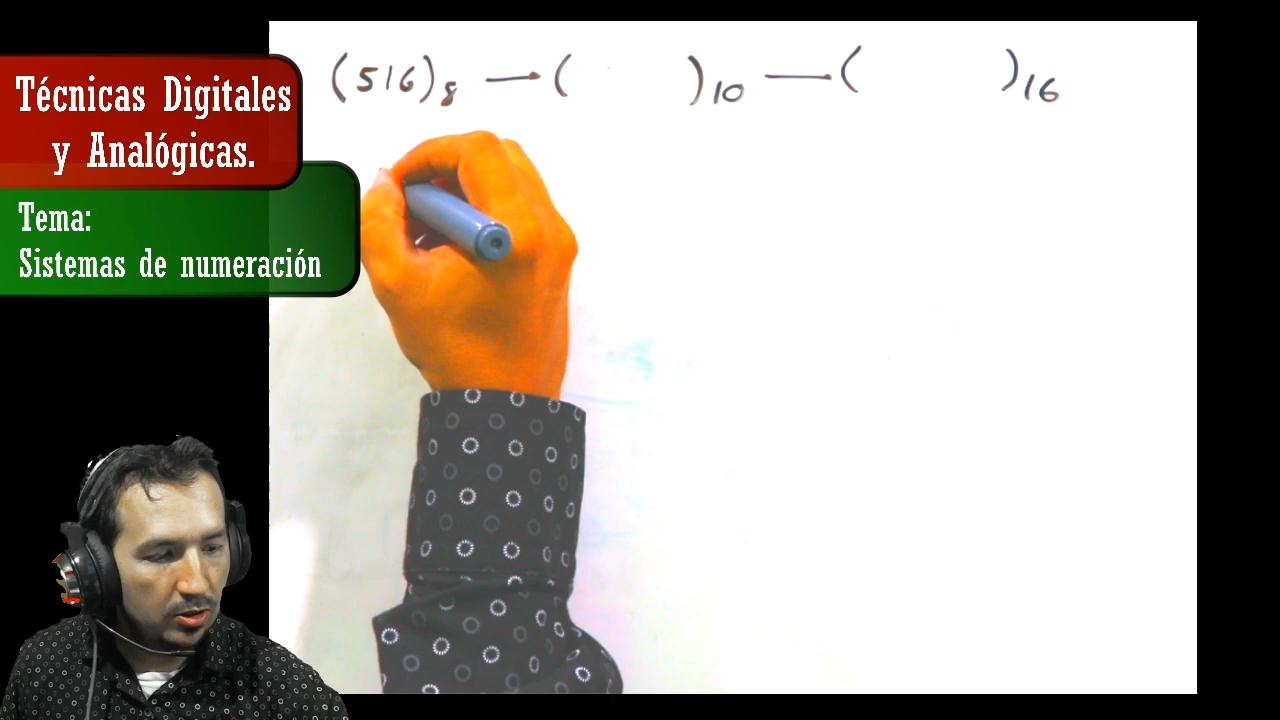 Técnicas Digitales
y Analógicas.
Tema:
Sistemas de numeración
(516)₈ → ( )₁₀ — ( )₁₆